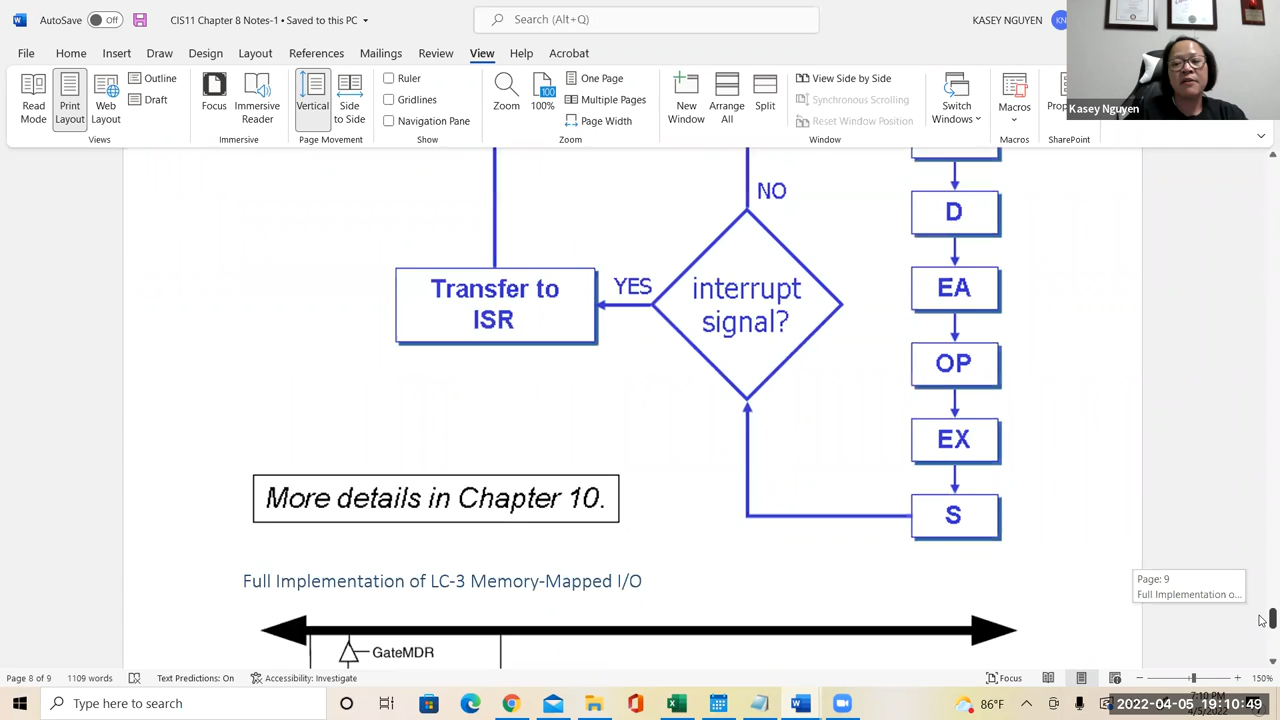 AutoSave Off CIS11 Chapter 8 Notes-1 • Saved to this PC Search (Alt+Q) KASEY NGUYEN KN
File Home Insert Draw Design Layout References Mailings Review View Help Acrobat
Read Mode
Print Layout
Web Layout
Outline
Draft
Views
Focus
Immersive Reader
Immersive
Vertical
Side to Side
Page Movement
Ruler
Gridlines
Navigation Pane
Show
Zoom
100
100%
One Page
Multiple Pages
Page Width
Zoom
New Window
Arrange All
Split
View Side by Side
Synchronous Scrolling
Reset Window Position
Window
Switch Windows
Macros
Macros
SharePoint
Kasey Nguyen
NO
D
Transfer to
ISR
YES
interrupt
signal?
EA
OP
EX
S
More details in Chapter 10.
Full Implementation of LC-3 Memory-Mapped I/O
Page: 9
Full Implementation o...
GateMDR
Page 8 of 9 1109 words Text Predictions: On Accessibility: Investigate Focus 150%
Type here to search 86°F 7:10 PM
2022-04-05 19:10:49